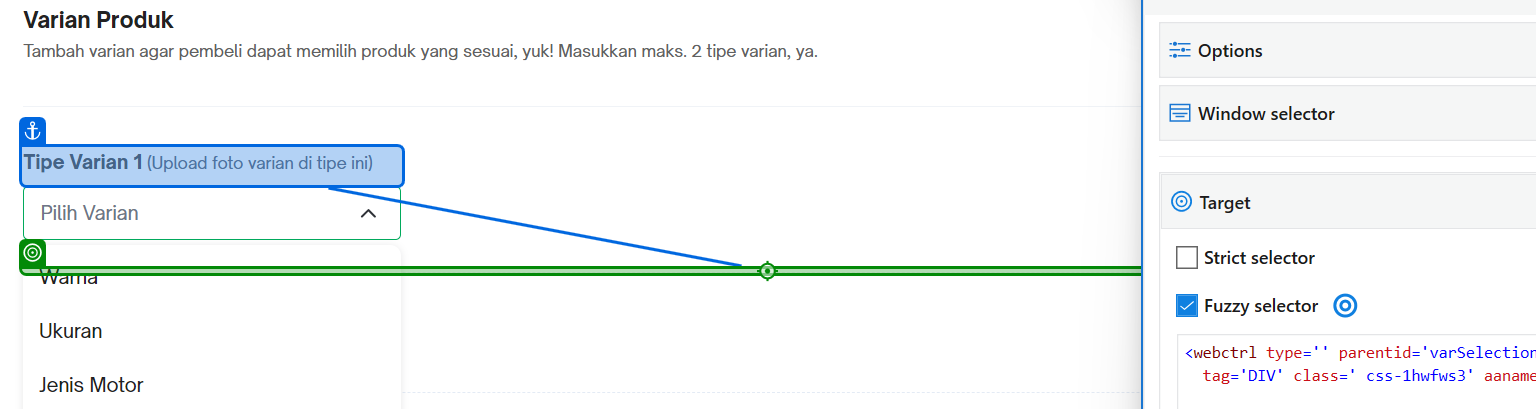 Varian Produk
Tambah varian agar pembeli dapat memilih produk yang sesuai, yuk! Masukkan maks. 2 tipe varian, ya.
Tipe Varian 1 (Upload foto varian di tipe ini)
Pilih Varian
Warna
Ukuran
Jenis Motor
Options
Window selector
Target
Strict selector
Fuzzy selector
<webctrl type='' parentid='varSelection
tag='DIV' class=' css-1hwfws3' aaname